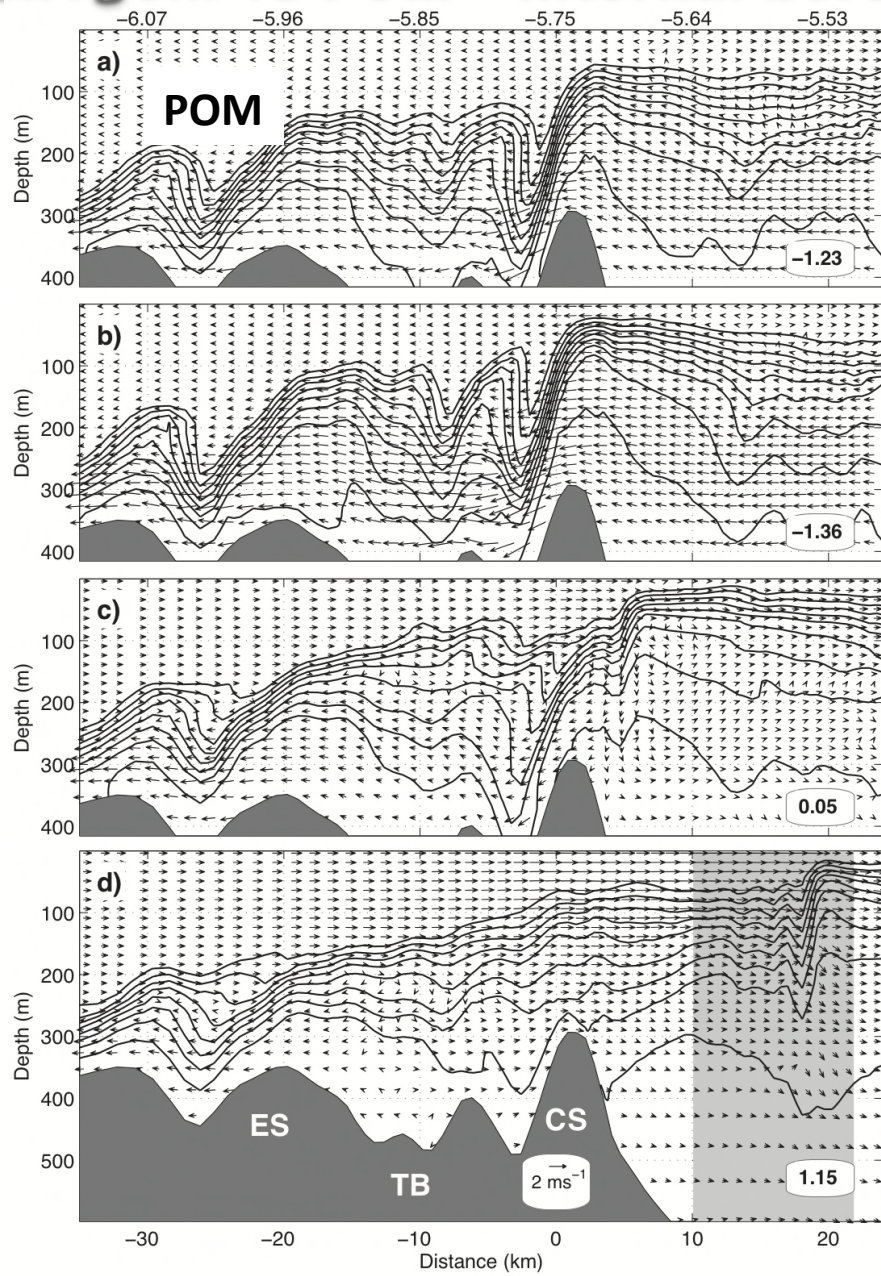 −6.07 −5.96 −5.85 −5.75 −5.64 −5.53
a)
POM
100
200
300
400
Depth (m)
−1.23
b)
100
200
300
400
Depth (m)
−1.36
c)
100
200
300
400
Depth (m)
0.05
d)
100
200
300
400
500
Depth (m)
ES
CS
TB
2 ms⁻¹
1.15
−30 −20 −10 0 10 20
Distance (km)